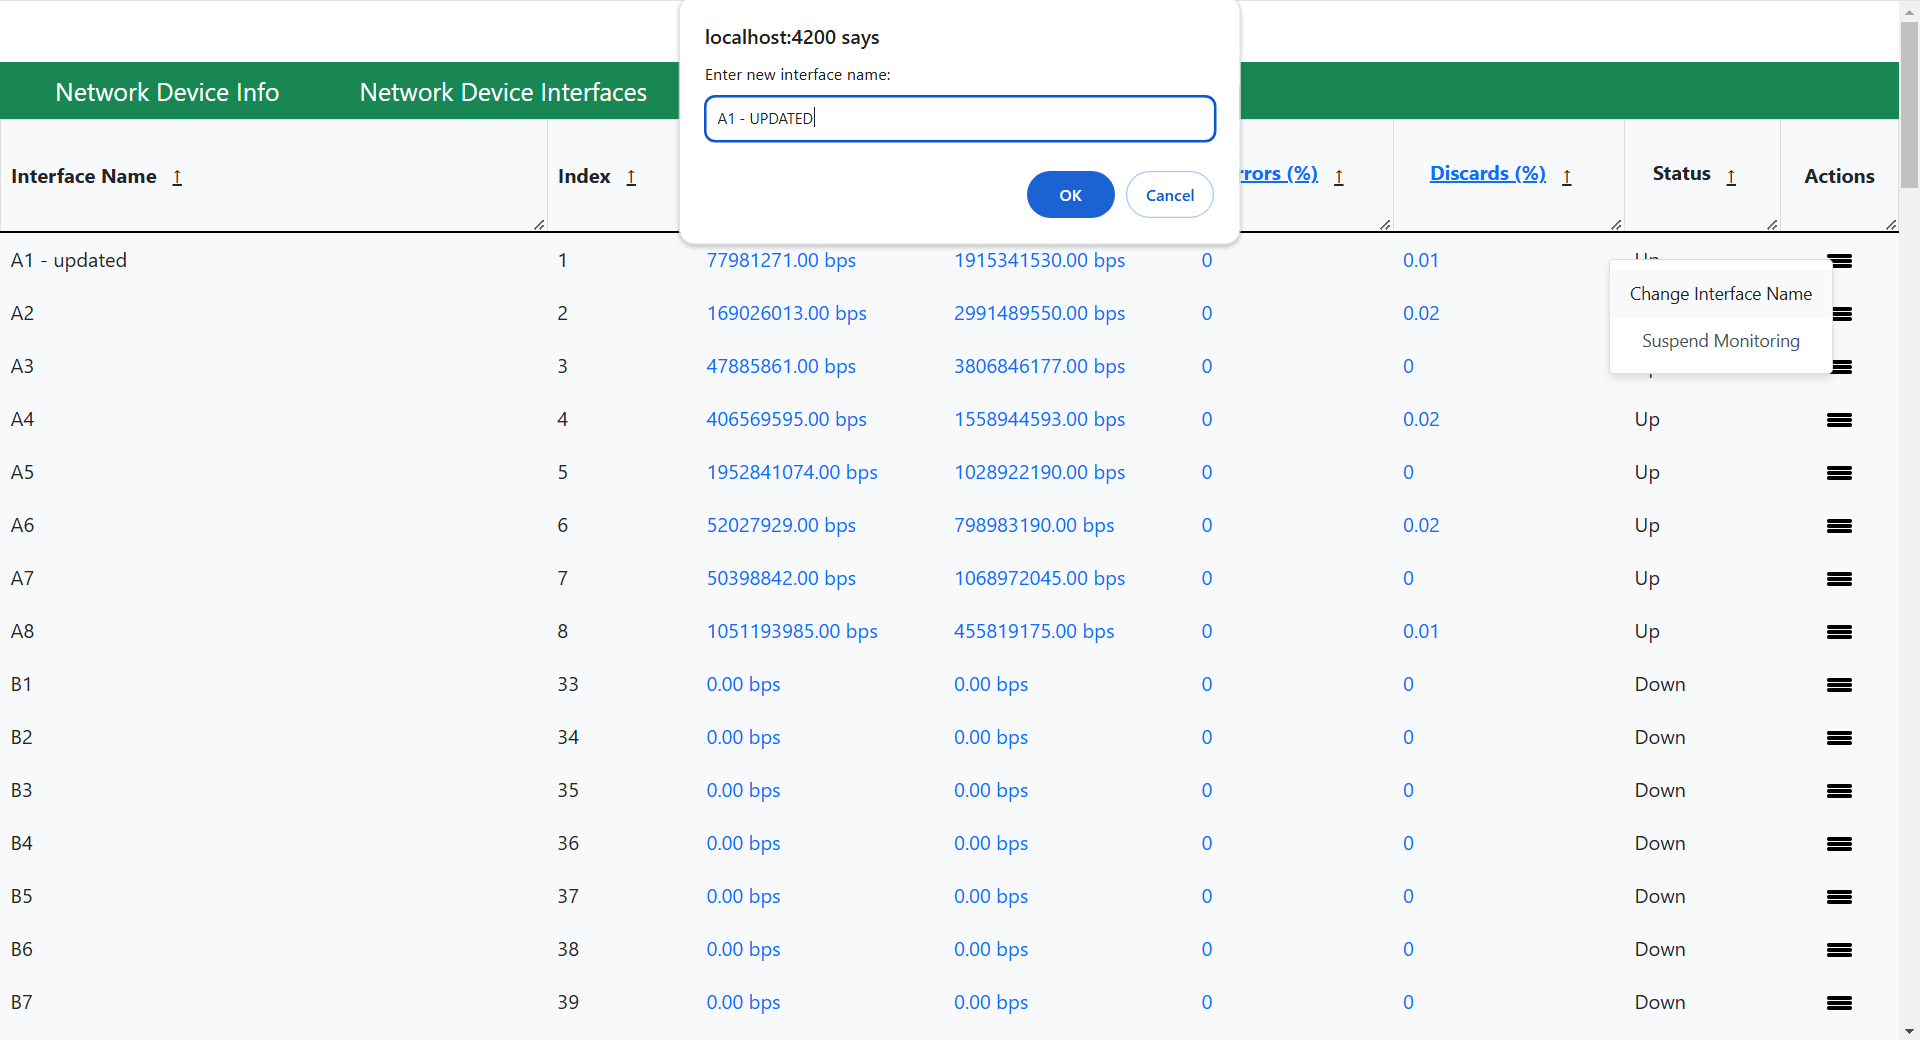 localhost:4200 says
Enter new interface name:
A1 - UPDATED
OK Cancel
Network Device Info Network Device Interfaces
Interface Name ↑ Index ↑ rrors (%) ↑ Discards (%) ↑ Status ↑ Actions
A1 - updated 1 77981271.00 bps 1915341530.00 bps 0 0.01 Up
Change Interface Name
A2 2 169026013.00 bps 2991489550.00 bps 0 0.02
Suspend Monitoring
A3 3 47885861.00 bps 3806846177.00 bps 0 0
A4 4 406569595.00 bps 1558944593.00 bps 0 0.02 Up
A5 5 1952841074.00 bps 1028922190.00 bps 0 0 Up
A6 6 52027929.00 bps 798983190.00 bps 0 0.02 Up
A7 7 50398842.00 bps 1068972045.00 bps 0 0 Up
A8 8 1051193985.00 bps 455819175.00 bps 0 0.01 Up
B1 33 0.00 bps 0.00 bps 0 0 Down
B2 34 0.00 bps 0.00 bps 0 0 Down
B3 35 0.00 bps 0.00 bps 0 0 Down
B4 36 0.00 bps 0.00 bps 0 0 Down
B5 37 0.00 bps 0.00 bps 0 0 Down
B6 38 0.00 bps 0.00 bps 0 0 Down
B7 39 0.00 bps 0.00 bps 0 0 Down